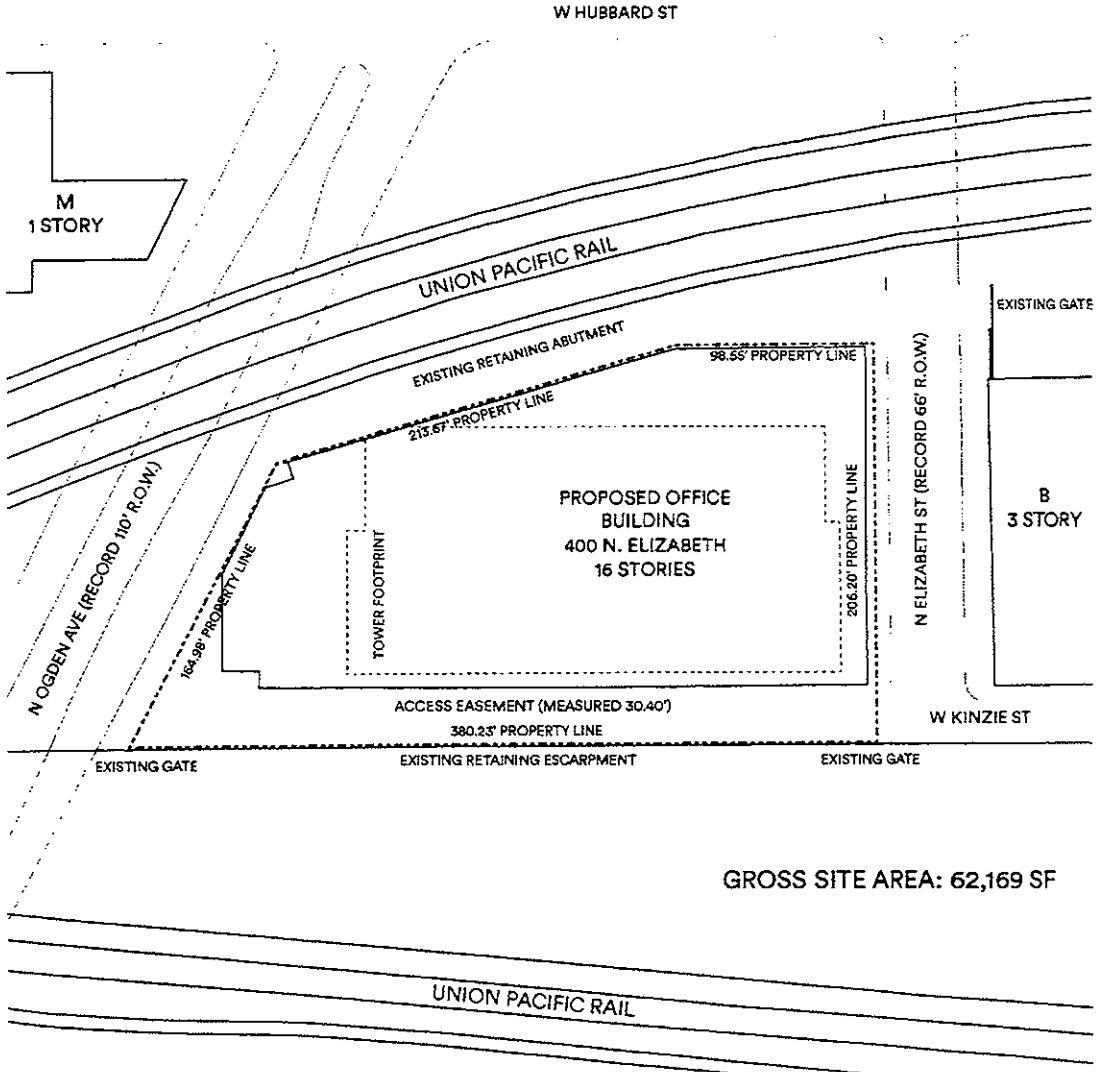 W HUBBARD ST
M
1 STORY
UNION PACIFIC RAIL
EXISTING GATE
EXISTING RETAINING ABUTMENT
98.55' PROPERTY LINE
213.67' PROPERTY LINE
N OGDEN AVE (RECORD 110' R.O.W.)
164.98' PROPERTY LINE
TOWER FOOTPRINT
PROPOSED OFFICE
BUILDING
400 N. ELIZABETH
16 STORIES
206.20' PROPERTY LINE
N ELIZABETH ST (RECORD 66' R.O.W.)
B
3 STORY
ACCESS EASEMENT (MEASURED 30.40')
W KINZIE ST
380.23' PROPERTY LINE
EXISTING GATE
EXISTING RETAINING ESCARPMENT
EXISTING GATE
GROSS SITE AREA: 62,169 SF
UNION PACIFIC RAIL